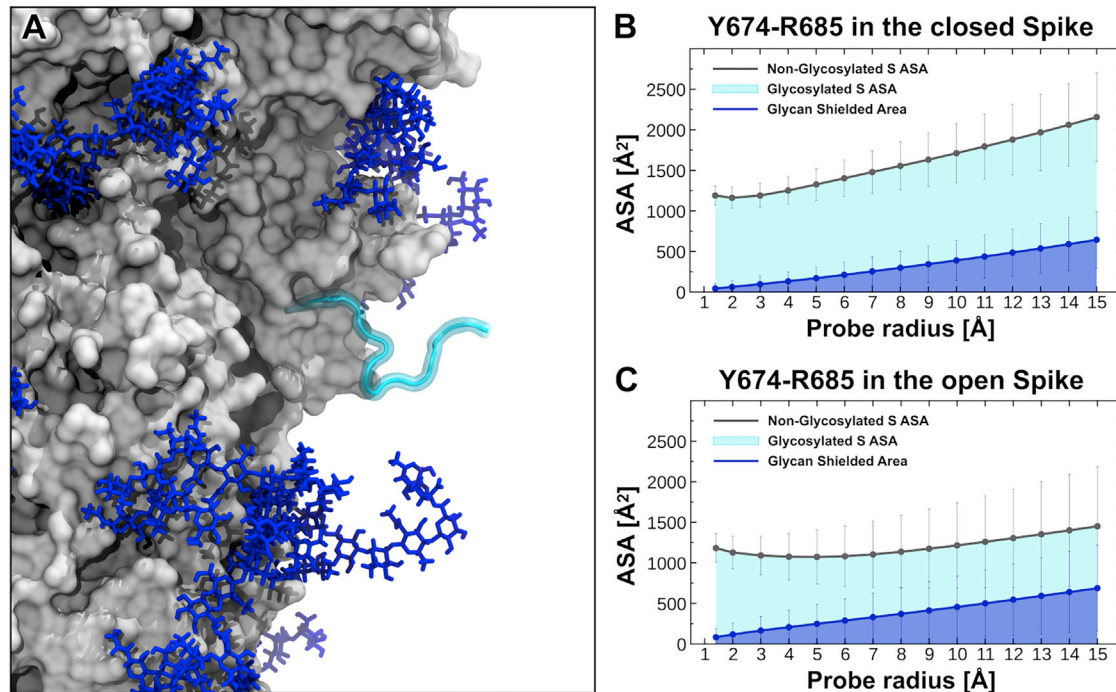 A
B
Y674-R685 in the closed Spike
Non-Glycosylated S ASA
Glycosylated S ASA
Glycan Shielded Area
ASA [Å²]
2500
2000
1500
1000
500
0
1 2 3 4 5 6 7 8 9 10 11 12 13 14 15
Probe radius [Å]
C
Y674-R685 in the open Spike
Non-Glycosylated S ASA
Glycosylated S ASA
Glycan Shielded Area
ASA [Å²]
2500
2000
1500
1000
500
0
1 2 3 4 5 6 7 8 9 10 11 12 13 14 15
Probe radius [Å]